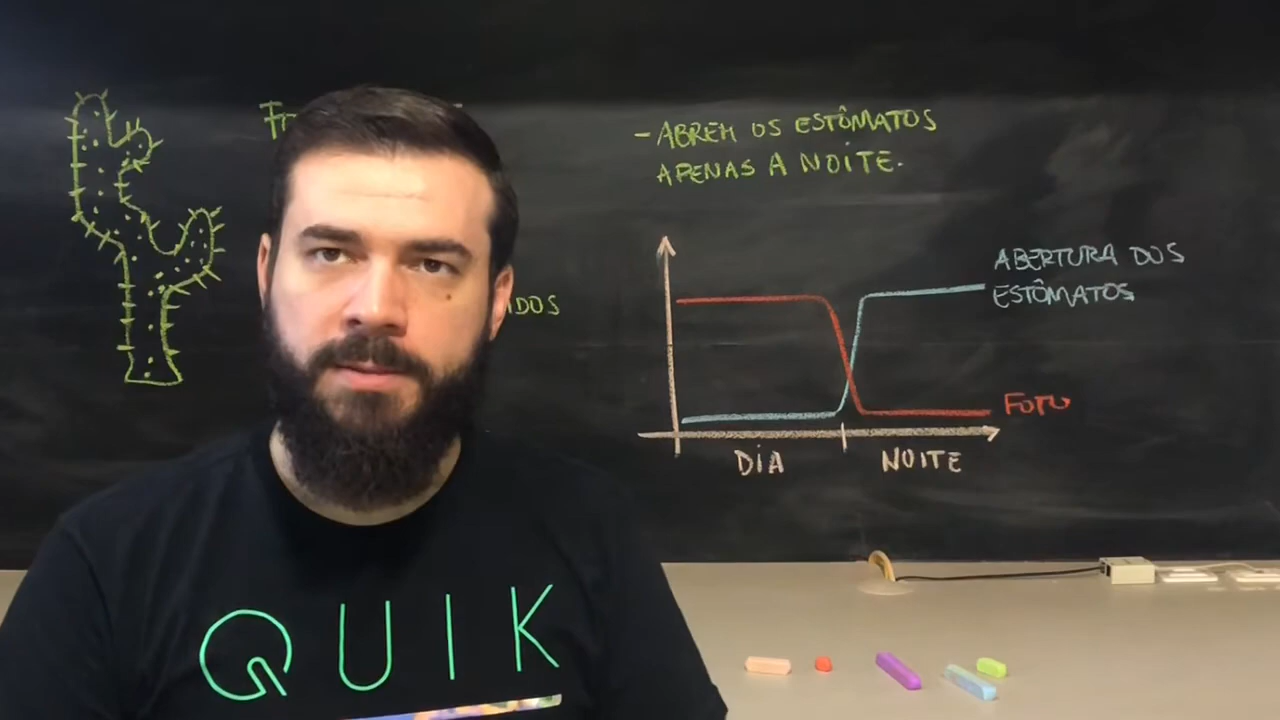 - ABREM OS ESTÔMATOS
APENAS A NOITE.
ABERTURA DOS
ESTÔMATOS
FOTO
DIA
NOITE
QUIK